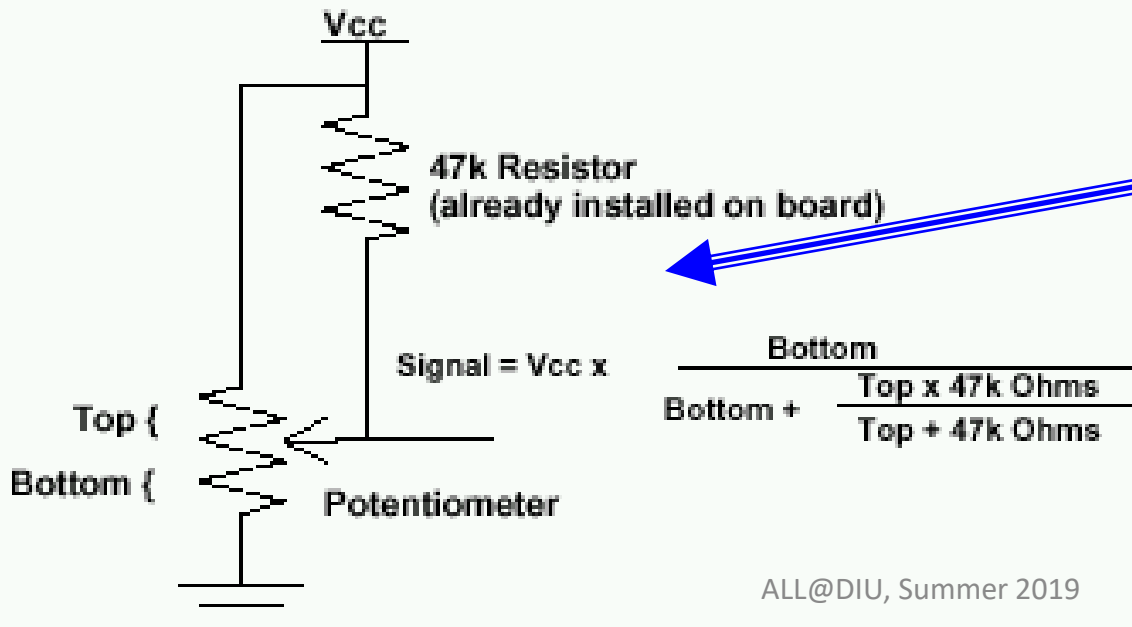 Vcc
47k Resistor
(already installed on board)
Signal = Vcc x
Bottom
Bottom +
Top x 47k Ohms
Top + 47k Ohms
Top {
Bottom {
Potentiometer
ALL@DIU, Summer 2019